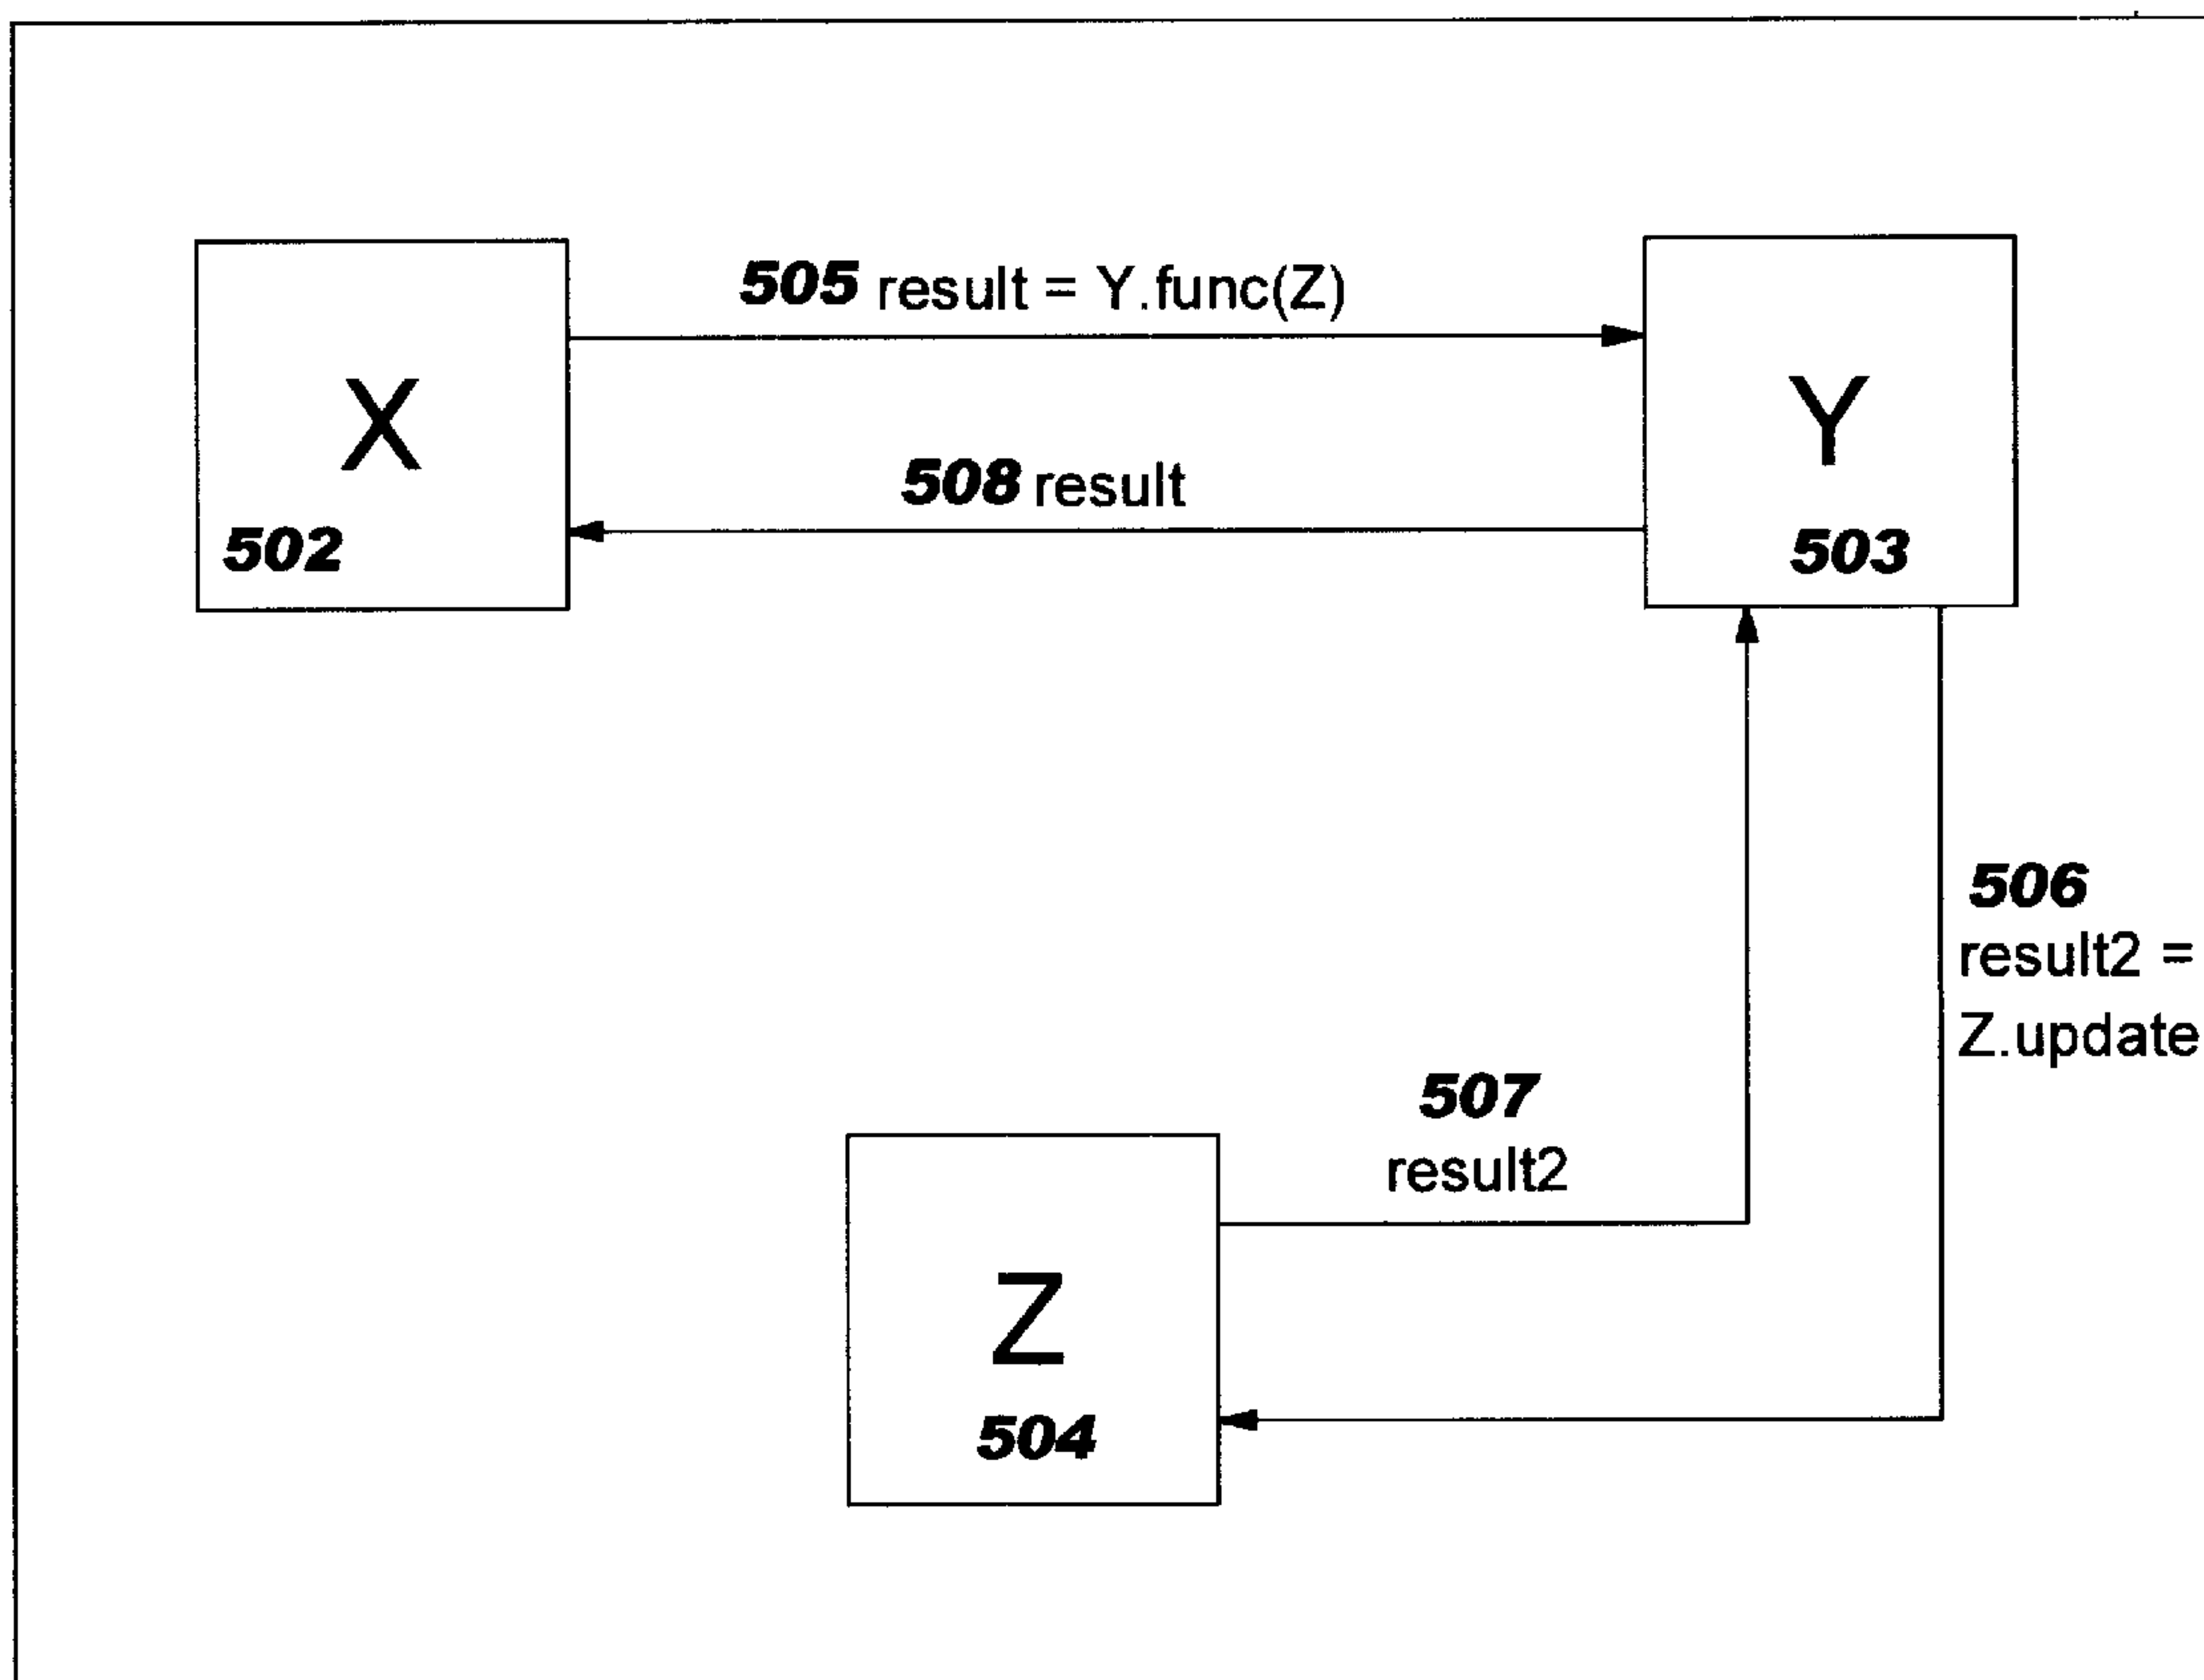 505 result = Y.func(Z)
X
Y
508 result
502
503
506
result2 =
Z.update
507
result2
Z
504